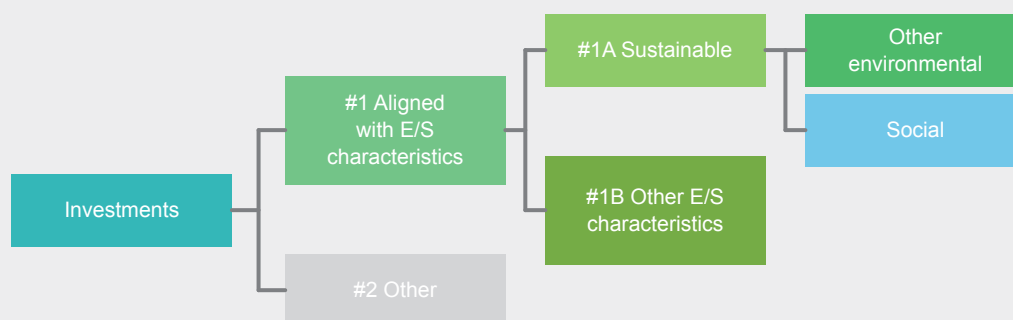 Investments
#1 Aligned
with E/S
characteristics
#2 Other
#1A Sustainable
#1B Other E/S
characteristics
Other
environmental
Social